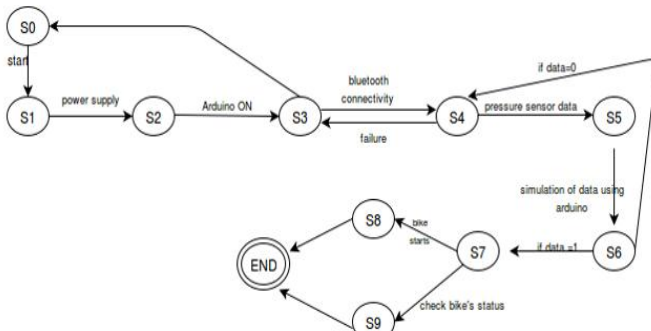 S0
start
if data=0
bluetooth
connectivity
power supply
Arduino ON
pressure sensor data
S1
S2
S3
S4
S5
failure
simulation of data using
arduino
S8
bike
starts
S7
if data =1
S6
END
check bike's status
S9